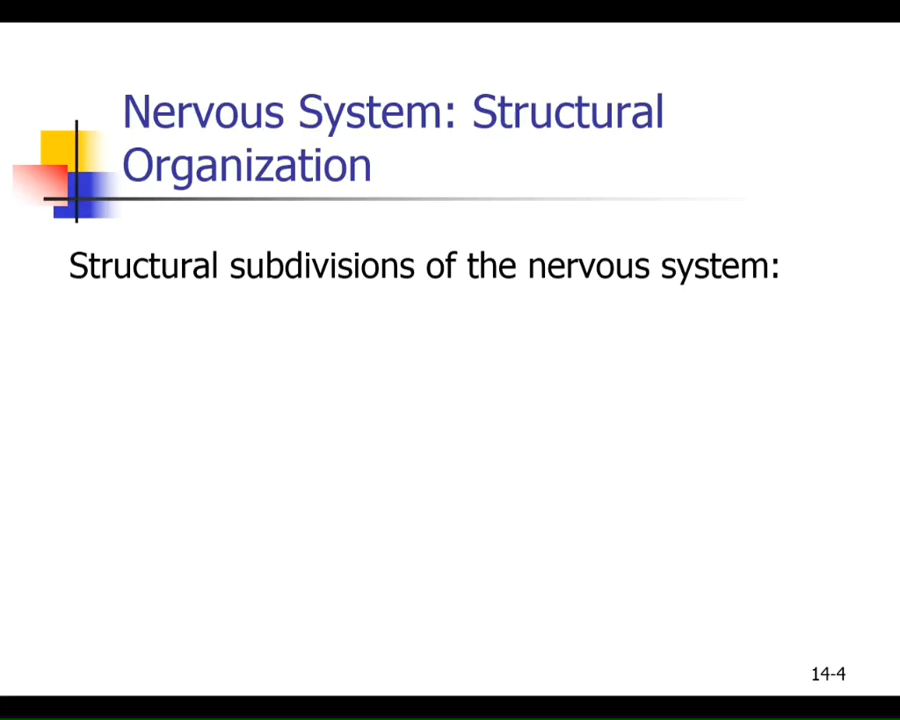 Nervous System: Structural
Organization
Structural subdivisions of the nervous system:
14-4